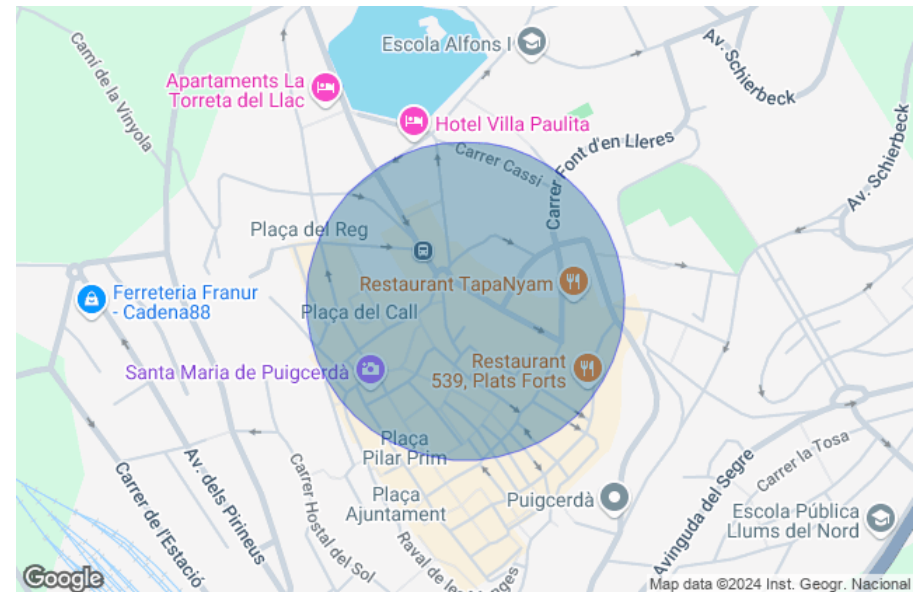 Escola Alfons I
Camí de la Vinyola
Apartaments La
Torreta del Llac
Av. Schierbeck
Hotel Villa Paulita
Carrer Font d'en Lleres
Carrer Cassi
Av. Schierbeck
Plaça del Reg
Restaurant TapaNyam
Ferreteria Franur
- Cadena88
Plaça del Call
Santa Maria de Puigcerdà
Restaurant
539, Plats Forts
Plaça
Pilar Prim
Carrer la Tosa
Plaça
Ajuntament
Puigcerdà
Escola Pública
Llums del Nord
Carrer de l'Estació
Av. dels Pirineus
Carrer Hostal del Sol
Raval de les
Avinguda del Segre
Google
Map data ©2024 Inst. Geogr. Nacional